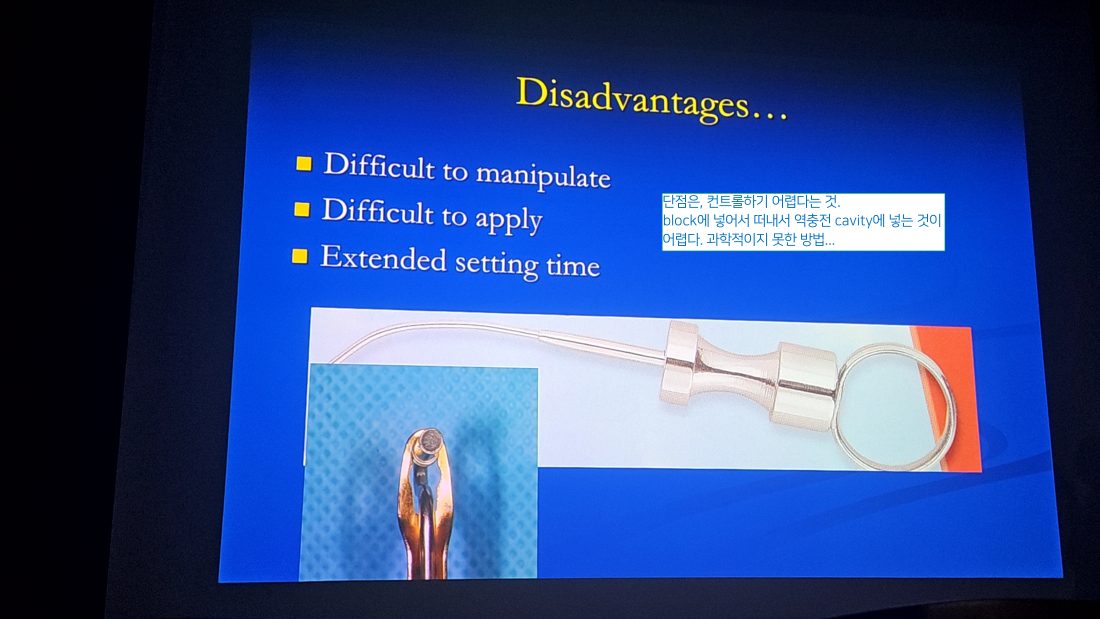 Disadvantages…
Difficult to manipulate
Difficult to apply
Extended setting time
단점은, 컨트롤하기 어렵다는 것.
block에 넣어서 떠내서 역충전 cavity에 넣는 것이
어렵다. 과학적이지 못한 방법...